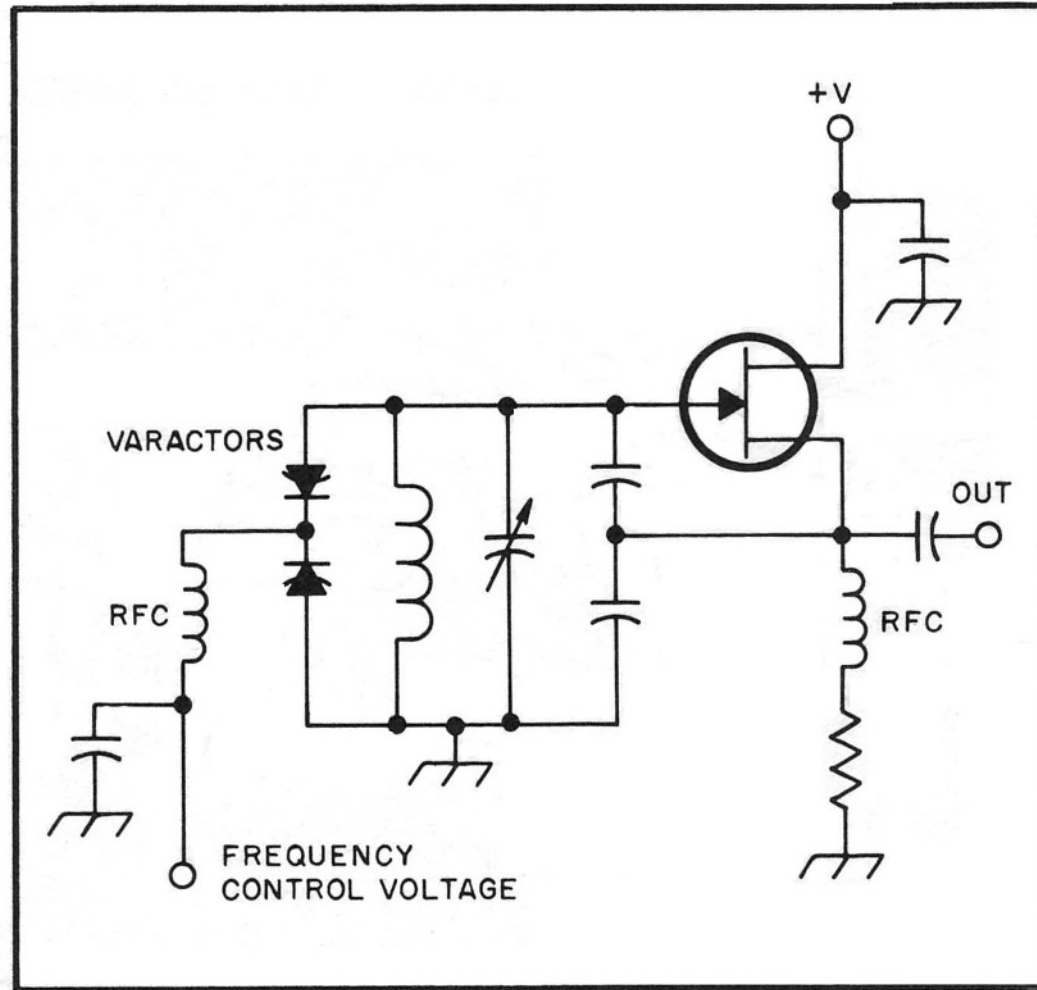 +V
VARACTORS
OUT
RFC
RFC
FREQUENCY
CONTROL VOLTAGE